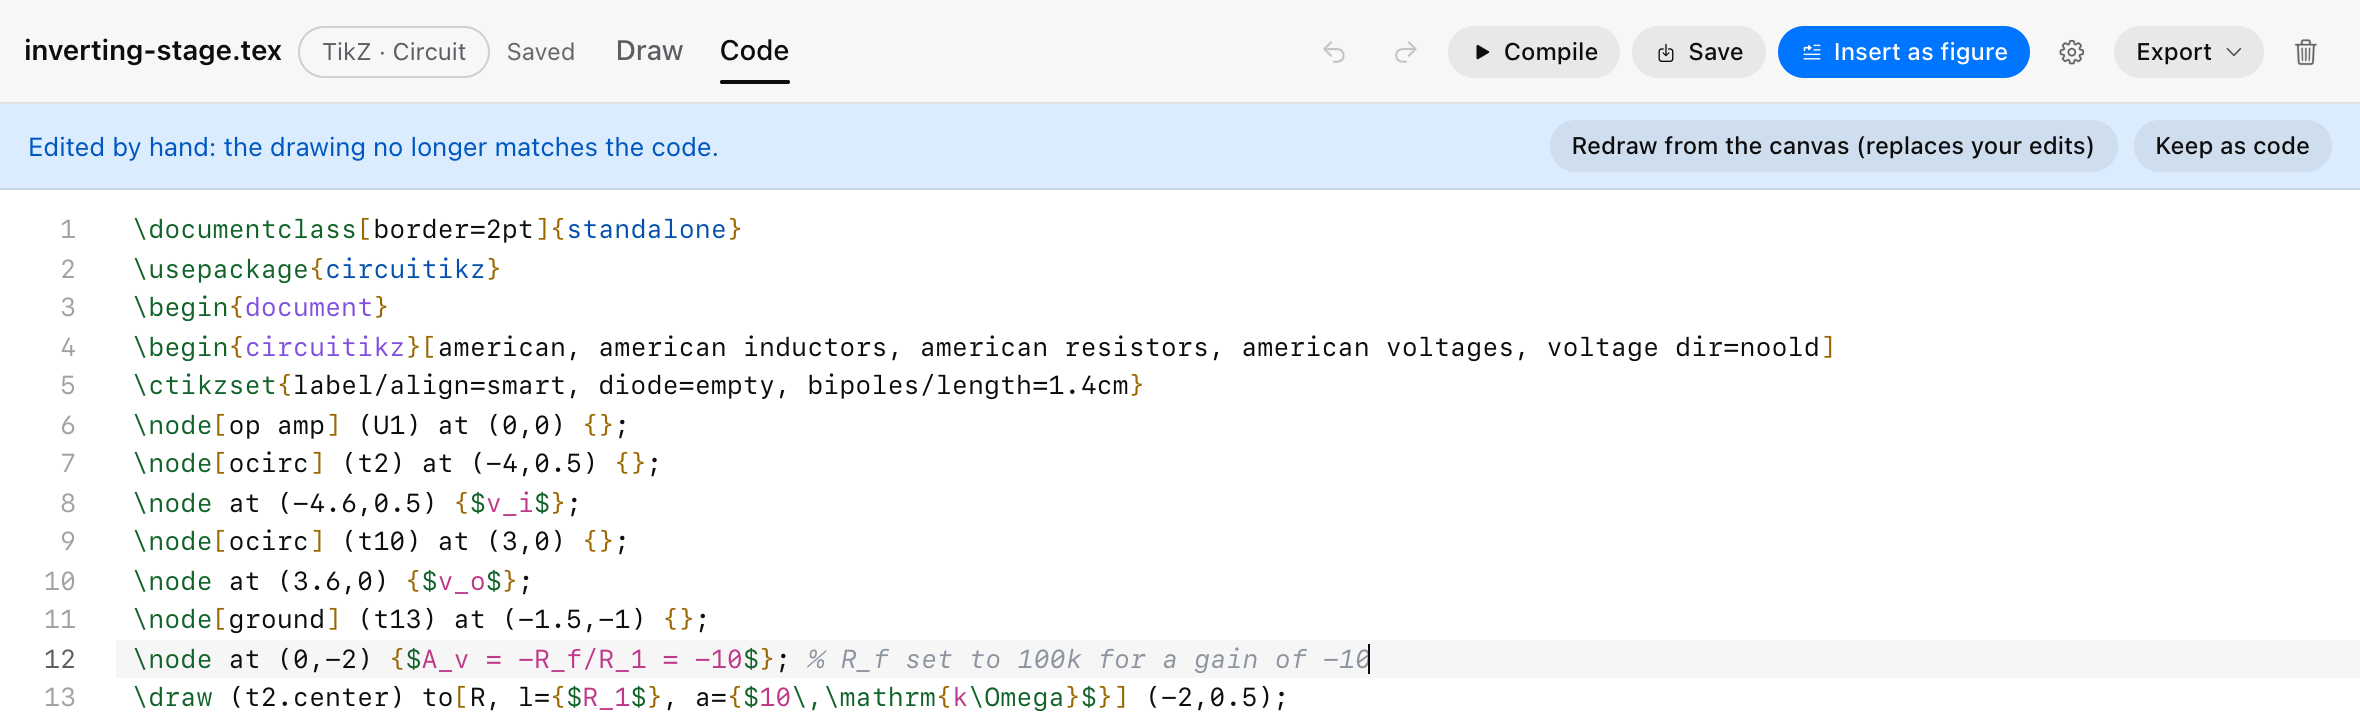 inverting-stage.tex TikZ · Circuit Saved Draw Code Compile Save Insert as figure Export
Edited by hand: the drawing no longer matches the code. Redraw from the canvas (replaces your edits) Keep as code
1 \documentclass[border=2pt]{standalone}
2 \usepackage{circuitikz}
3 \begin{document}
4 \begin{circuitikz}[american, american inductors, american resistors, american voltages, voltage dir=noold]
5 \ctikzset{label/align=smart, diode=empty, bipoles/length=1.4cm}
6 \node[op amp] (U1) at (0,0) {};
7 \node[ocirc] (t2) at (-4,0.5) {};
8 \node at (-4.6,0.5) {$v_i$};
9 \node[ocirc] (t10) at (3,0) {};
10 \node at (3.6,0) {$v_o$};
11 \node[ground] (t13) at (-1.5,-1) {};
12 \node at (0,-2) {$A_v = -R_f/R_1 = -10$}; % R_f set to 100k for a gain of -10
13 \draw (t2.center) to[R, l={$R_1$}, a={$10\,\mathrm{k\Omega}$}] (-2,0.5);